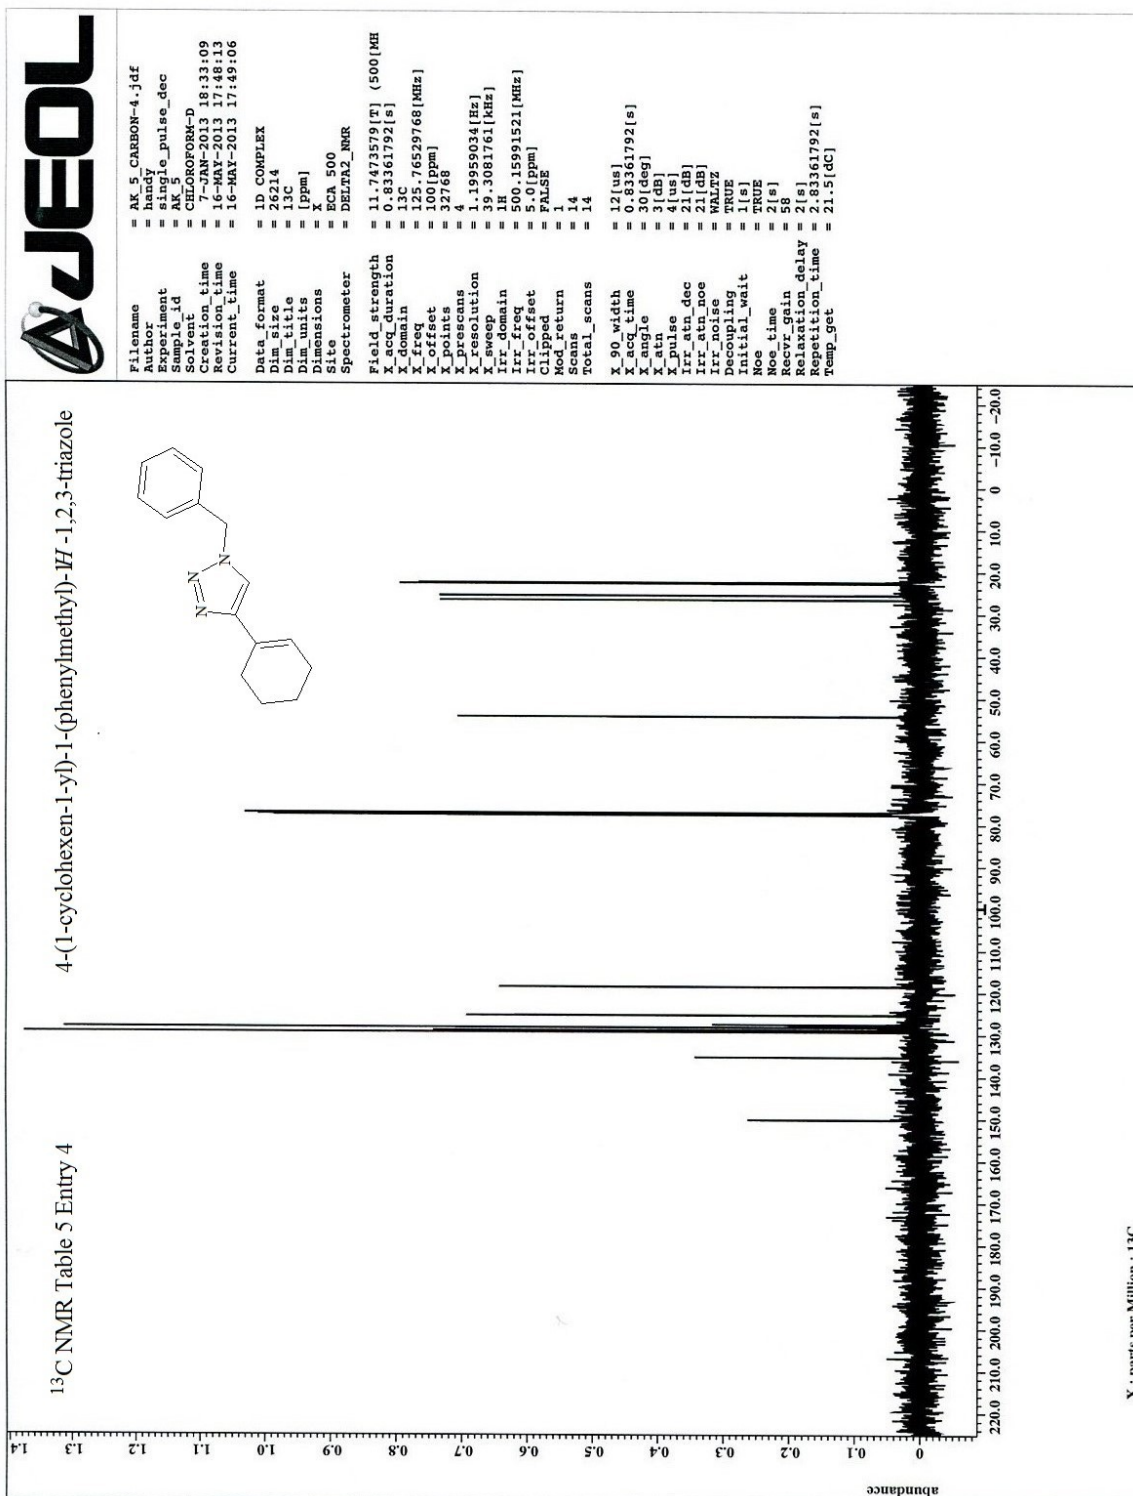 ¹³C NMR Table 5 Entry 4
4-(1-cyclohexen-1-yl)-1-(phenylmethyl)-1H -1,2,3-triazole
N
N
N
JEOL
Filename = AK_5_CARBON-4.jdf
Author = handy
Experiment = single_pulse_dec
Sample_id = AK_5
Solvent = CHLOROFORM-D
Creation_time = 7-JAN-2013 18:33:09
Revision_time = 16-MAY-2013 17:48:13
Current_time = 16-MAY-2013 17:49:06
Data_format = 1D COMPLEX
Dim_size = 26214
Dim_title = 13C
Dim_units = [ppm]
Dimensions = X
Site = ECA 500
Spectrometer = DELTA2_NMR
Field_strength = 11.7473579[T] (500[MH
X_acq_duration = 0.83361792[s]
X_domain = 13C
X_freq = 125.76529768[MHz]
X_offset = 100[ppm]
X_points = 32768
X_prescans = 4
X_resolution = 1.19959034[Hz]
X_sweep = 39.3081761[kHz]
Irr_domain = 1H
Irr_freq = 500.15991521[MHz]
Irr_offset = 5.0[ppm]
Clipped = FALSE
Mod_return = 1
Scans = 14
Total_scans = 14
X_90_width = 12[us]
X_acq_time = 0.83361792[s]
X_angle = 30[deg]
X_atn = 3[dB]
X_pulse = 4[us]
Irr_atn_dec = 21[dB]
Irr_atn_noe = 21[dB]
Irr_noise = WALTZ
Decoupling = TRUE
Initial_wait = 1[s]
Noe = TRUE
Noe_time = 2[s]
Recvr_gain = 58
Relaxation_delay = 2[s]
Repetition_time = 2.83361792[s]
Temp_get = 21.5[dC]
abundance
0 0.1 0.2 0.3 0.4 0.5 0.6 0.7 0.8 0.9 1.0 1.1 1.2 1.3 1.4
220.0 210.0 200.0 190.0 180.0 170.0 160.0 150.0 140.0 130.0 120.0 110.0 100.0 90.0 80.0 70.0 60.0 50.0 40.0 30.0 20.0 10.0 0 -10.0 -20.0
X : parts per Million : 13C